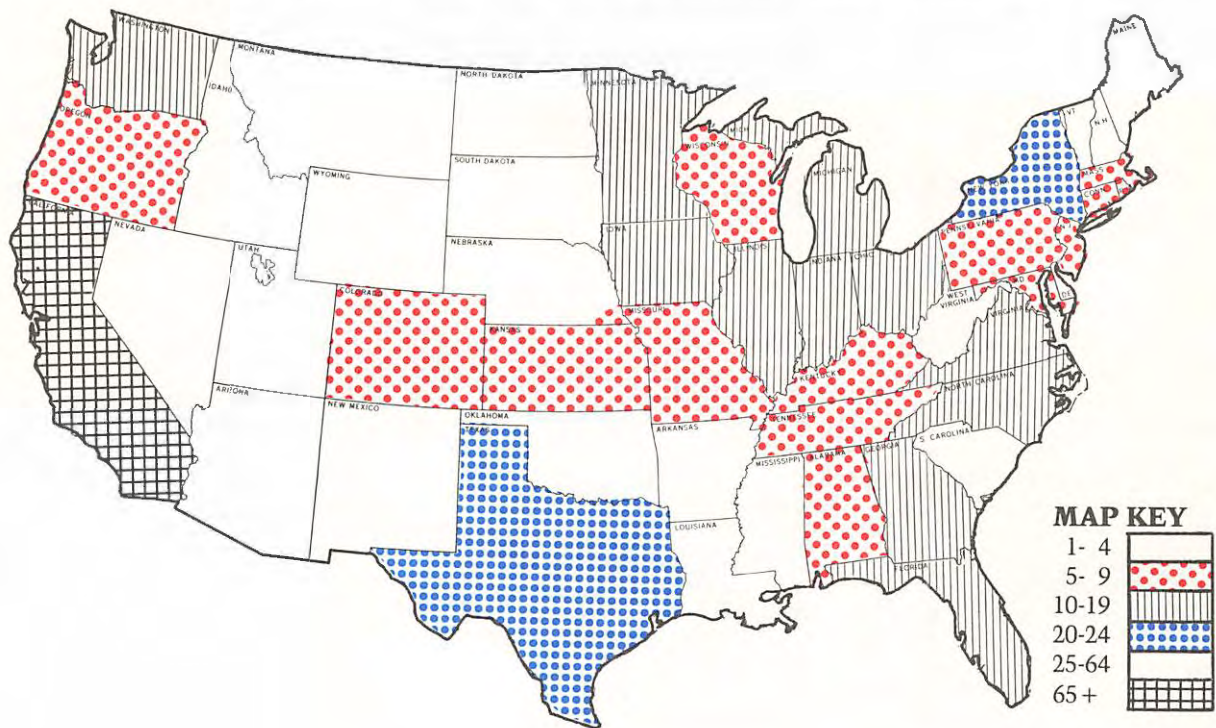 WASHINGTON
MONTANA
NORTH DAKOTA
MINNESOTA
MAINE
IDAHO
OREGON
SOUTH DAKOTA
WISCONSIN
MICH
MICHIGAN
VT
N.H
NEW YORK
MASS
CONN
WYOMING
CALIFORNIA
NEVADA
UTAH
NEBRASKA
IOWA
ILLINOIS
INDIANA
OHIO
PENNSYLVANIA
N.J
DE
COLORADO
KANSAS
MISSOURI
WEST
VIRGINIA
VIRGINIA
KENTUCKY
ARIZONA
NEW MEXICO
OKLAHOMA
TEXAS
ARKANSAS
TENNESSEE
NORTH CAROLINA
S CAROLINA
MISSISSIPPI
ALABAMA
GEORGIA
LOUISIANA
FLORIDA
MAP KEY
1- 4
5- 9
10-19
20-24
25-64
65+